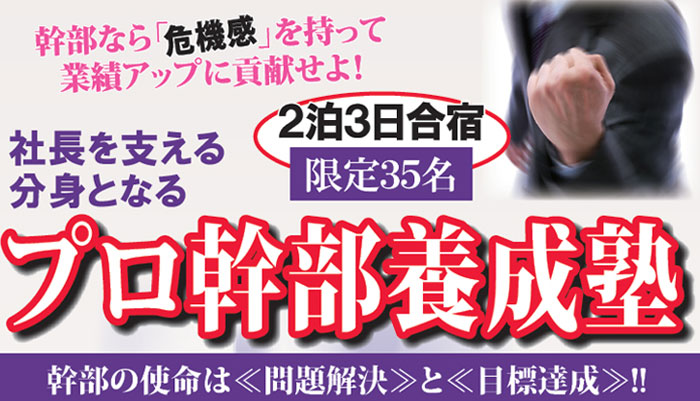 幹部なら「危機感」を持って
業績アップに貢献せよ!
2泊3日合宿
限定35名
社長を支える
分身となる
プロ幹部養成塾
幹部の使命は≪問題解決≫と≪目標達成≫!!